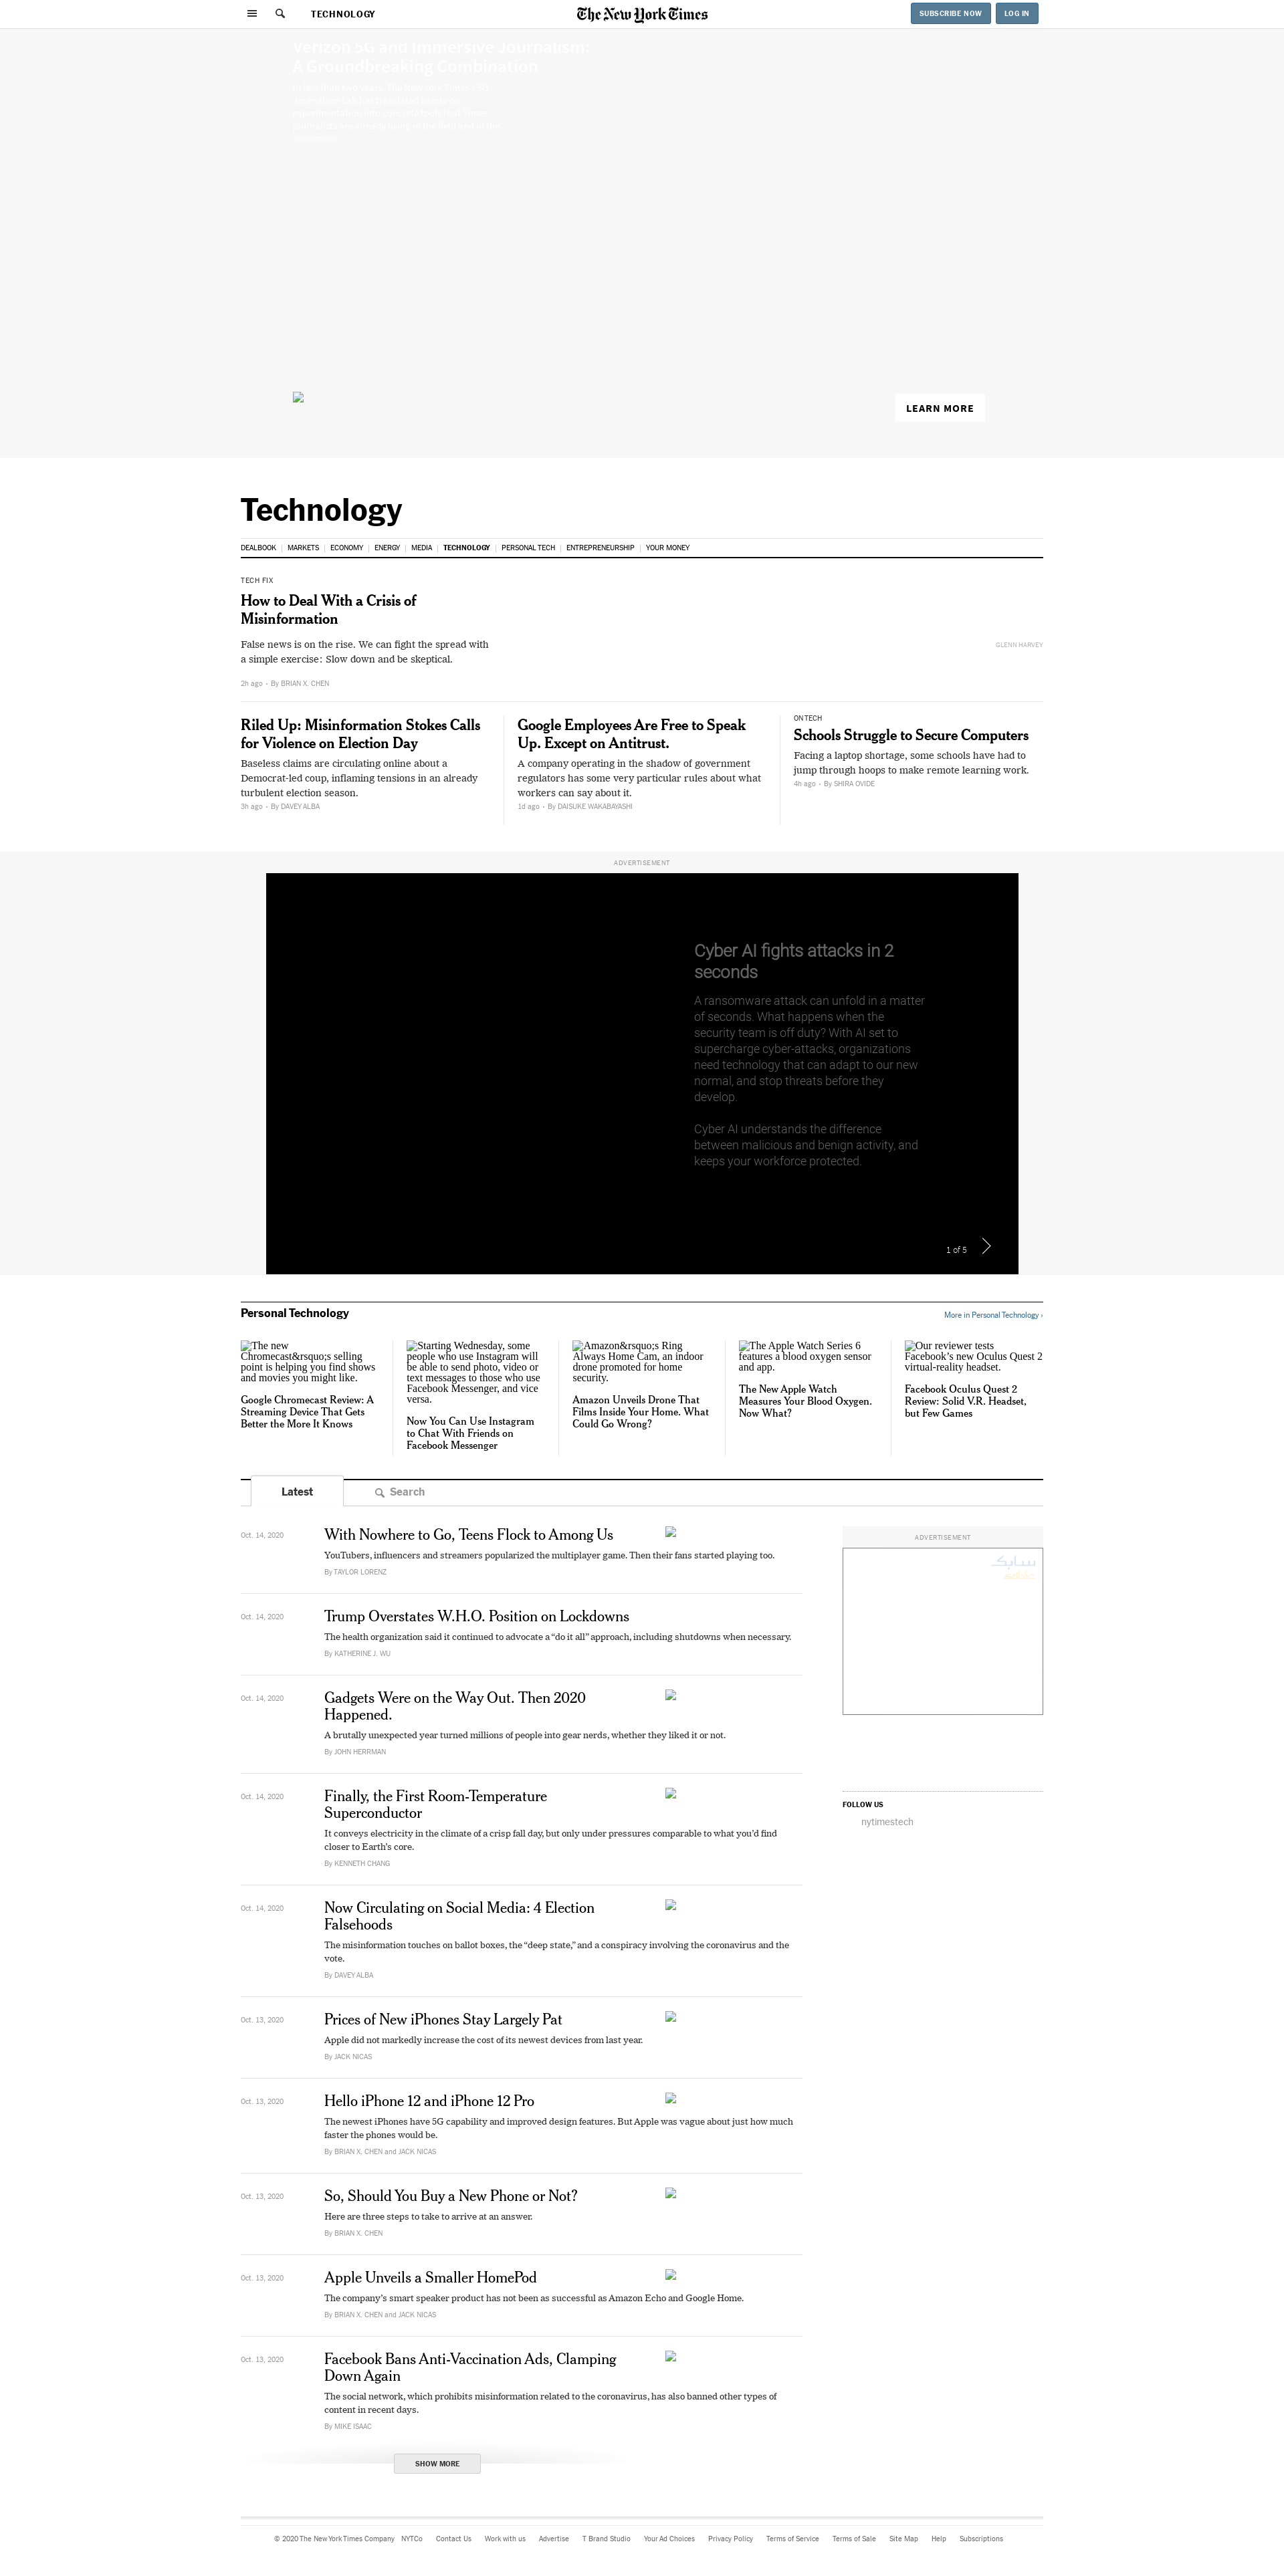 TECHNOLOGY
The New York Times
SUBSCRIBE NOW
LOG IN
Verizon 5G and Immersive Journalism:
A Groundbreaking Combination
LEARN MORE
Technology
DEALBOOK | MARKETS | ECONOMY | ENERGY | MEDIA | TECHNOLOGY | PERSONAL TECH | ENTREPRENEURSHIP | YOUR MONEY
TECH FIX
How to Deal With a Crisis of
Misinformation
False news is on the rise. We can fight the spread with
a simple exercise: Slow down and be skeptical.
2h ago • By BRIAN X. CHEN
GLENN HARVEY
Riled Up: Misinformation Stokes Calls
for Violence on Election Day
Baseless claims are circulating online about a
Democrat-led coup, inflaming tensions in an already
turbulent election season.
3h ago • By DAVEY ALBA
Google Employees Are Free to Speak
Up. Except on Antitrust.
A company operating in the shadow of government
regulators has some very particular rules about what
workers can say about it.
1d ago • By DAISUKE WAKABAYASHI
ON TECH
Schools Struggle to Secure Computers
Facing a laptop shortage, some schools have had to
jump through hoops to make remote learning work.
4h ago • By SHIRA OVIDE
ADVERTISEMENT
Cyber AI fights attacks in 2
seconds
A ransomware attack can unfold in a matter
of seconds. What happens when the
security team is off duty? With AI set to
supercharge cyber-attacks, organizations
need technology that can adapt to our new
normal, and stop threats before they
develop.
Cyber AI understands the difference
between malicious and benign activity, and
keeps your workforce protected.
1 of 5
Personal Technology
More in Personal Technology ›
The new
Chromecast&rsquo;s selling
point is helping you find shows
and movies you might like.
Google Chromecast Review: A
Streaming Device That Gets
Better the More It Knows
Starting Wednesday, some
people who use Instagram will
be able to send photo, video or
text messages to those who use
Facebook Messenger, and vice
versa.
Now You Can Use Instagram
to Chat With Friends on
Facebook Messenger
Amazon&rsquo;s Ring
Always Home Cam, an indoor
drone promoted for home
security.
Amazon Unveils Drone That
Films Inside Your Home. What
Could Go Wrong?
The Apple Watch Series 6
features a blood oxygen sensor
and app.
The New Apple Watch
Measures Your Blood Oxygen.
Now What?
Our reviewer tests
Facebook’s new Oculus Quest 2
virtual-reality headset.
Facebook Oculus Quest 2
Review: Solid V.R. Headset,
but Few Games
Latest
Search
Oct. 14, 2020
With Nowhere to Go, Teens Flock to Among Us
YouTubers, influencers and streamers popularized the multiplayer game. Then their fans started playing too.
By TAYLOR LORENZ
Oct. 14, 2020
Trump Overstates W.H.O. Position on Lockdowns
The health organization said it continued to advocate a “do it all” approach, including shutdowns when necessary.
By KATHERINE J. WU
Oct. 14, 2020
Gadgets Were on the Way Out. Then 2020
Happened.
A brutally unexpected year turned millions of people into gear nerds, whether they liked it or not.
By JOHN HERRMAN
Oct. 14, 2020
Finally, the First Room-Temperature
Superconductor
It conveys electricity in the climate of a crisp fall day, but only under pressures comparable to what you’d find
closer to Earth’s core.
By KENNETH CHANG
Oct. 14, 2020
Now Circulating on Social Media: 4 Election
Falsehoods
The misinformation touches on ballot boxes, the “deep state,” and a conspiracy involving the coronavirus and the
vote.
By DAVEY ALBA
Oct. 13, 2020
Prices of New iPhones Stay Largely Pat
Apple did not markedly increase the cost of its newest devices from last year.
By JACK NICAS
Oct. 13, 2020
Hello iPhone 12 and iPhone 12 Pro
The newest iPhones have 5G capability and improved design features. But Apple was vague about just how much
faster the phones would be.
By BRIAN X. CHEN and JACK NICAS
Oct. 13, 2020
So, Should You Buy a New Phone or Not?
Here are three steps to take to arrive at an answer.
By BRIAN X. CHEN
Oct. 13, 2020
Apple Unveils a Smaller HomePod
The company’s smart speaker product has not been as successful as Amazon Echo and Google Home.
By BRIAN X. CHEN and JACK NICAS
Oct. 13, 2020
Facebook Bans Anti-Vaccination Ads, Clamping
Down Again
The social network, which prohibits misinformation related to the coronavirus, has also banned other types of
content in recent days.
By MIKE ISAAC
SHOW MORE
ADVERTISEMENT
سابك
FOLLOW US
nytimestech
© 2020 The New York Times Company NYTCo Contact Us Work with us Advertise T Brand Studio Your Ad Choices Privacy Policy Terms of Service Terms of Sale Site Map Help Subscriptions